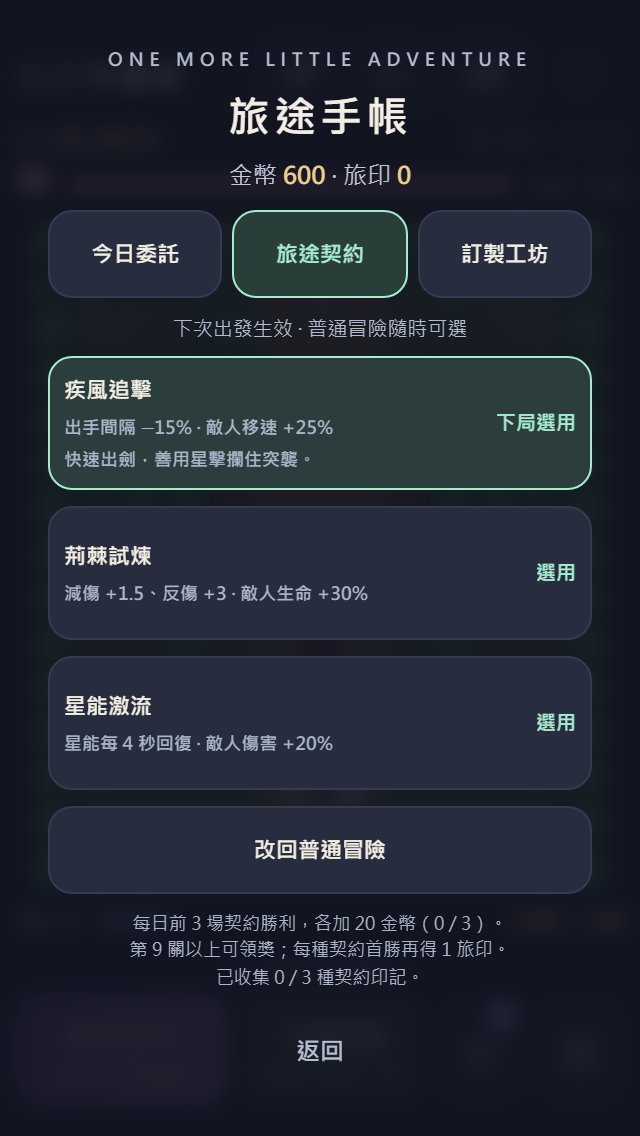 ONE MORE LITTLE ADVENTURE
旅途手帳
金幣 600 · 旅印 0
今日委託 旅途契約 訂製工坊
下次出發生效 · 普通冒險隨時可選
疾風追擊
出手間隔 −15% · 敵人移速 +25%
下局選用
快速出劍，善用星擊攔住突襲。
荊棘試煉
選用
減傷 +1.5、反傷 +3 · 敵人生命 +30%
星能激流
選用
星能每 4 秒回復 · 敵人傷害 +20%
改回普通冒險
每日前 3 場契約勝利，各加 20 金幣（0 / 3）。
第 9 關以上可領獎；每種契約首勝再得 1 旅印。
已收集 0 / 3 種契約印記。
返回